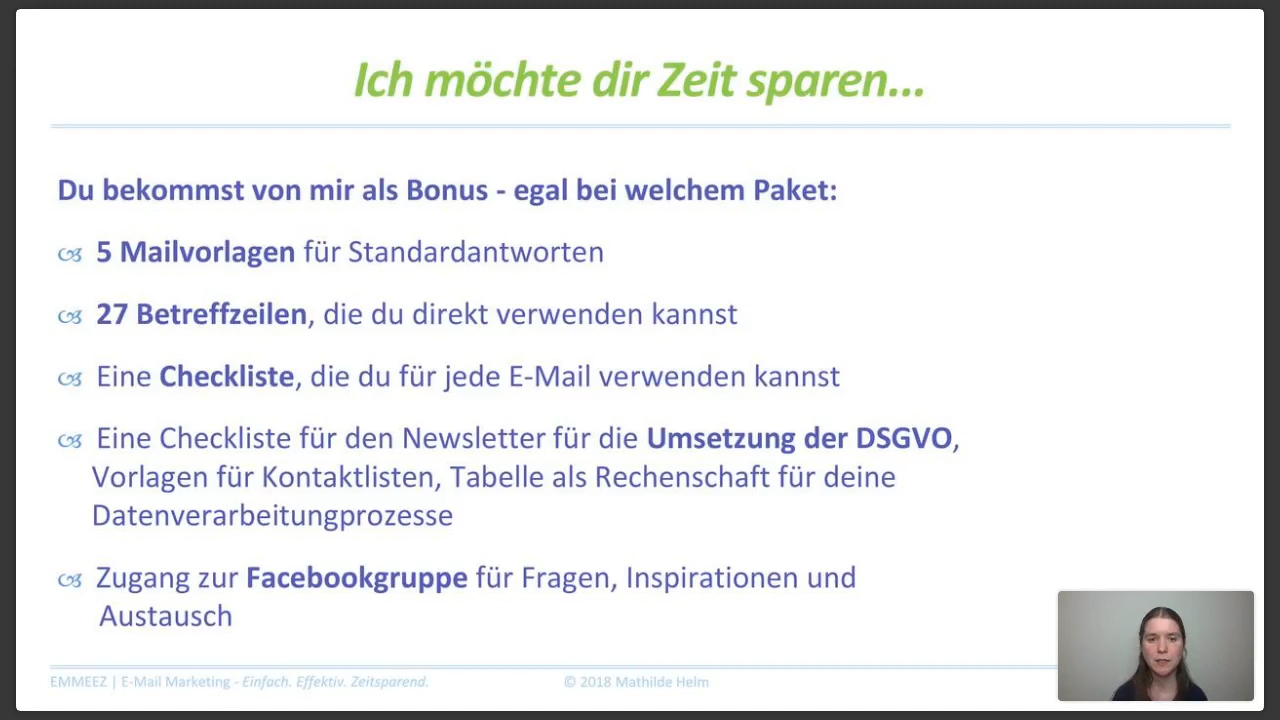 Ich möchte dir Zeit sparen...
Du bekommst von mir als Bonus - egal bei welchem Paket:
5 Mailvorlagen für Standardantworten
27 Betreffzeilen, die du direkt verwenden kannst
Eine Checkliste, die du für jede E-Mail verwenden kannst
Eine Checkliste für den Newsletter für die Umsetzung der DSGVO,
Vorlagen für Kontaktlisten, Tabelle als Rechenschaft für deine
Datenverarbeitungprozesse
Zugang zur Facebookgruppe für Fragen, Inspirationen und
Austausch
EMMEEZ | E-Mail Marketing - Einfach. Effektiv. Zeitsparend.
© 2018 Mathilde Helm